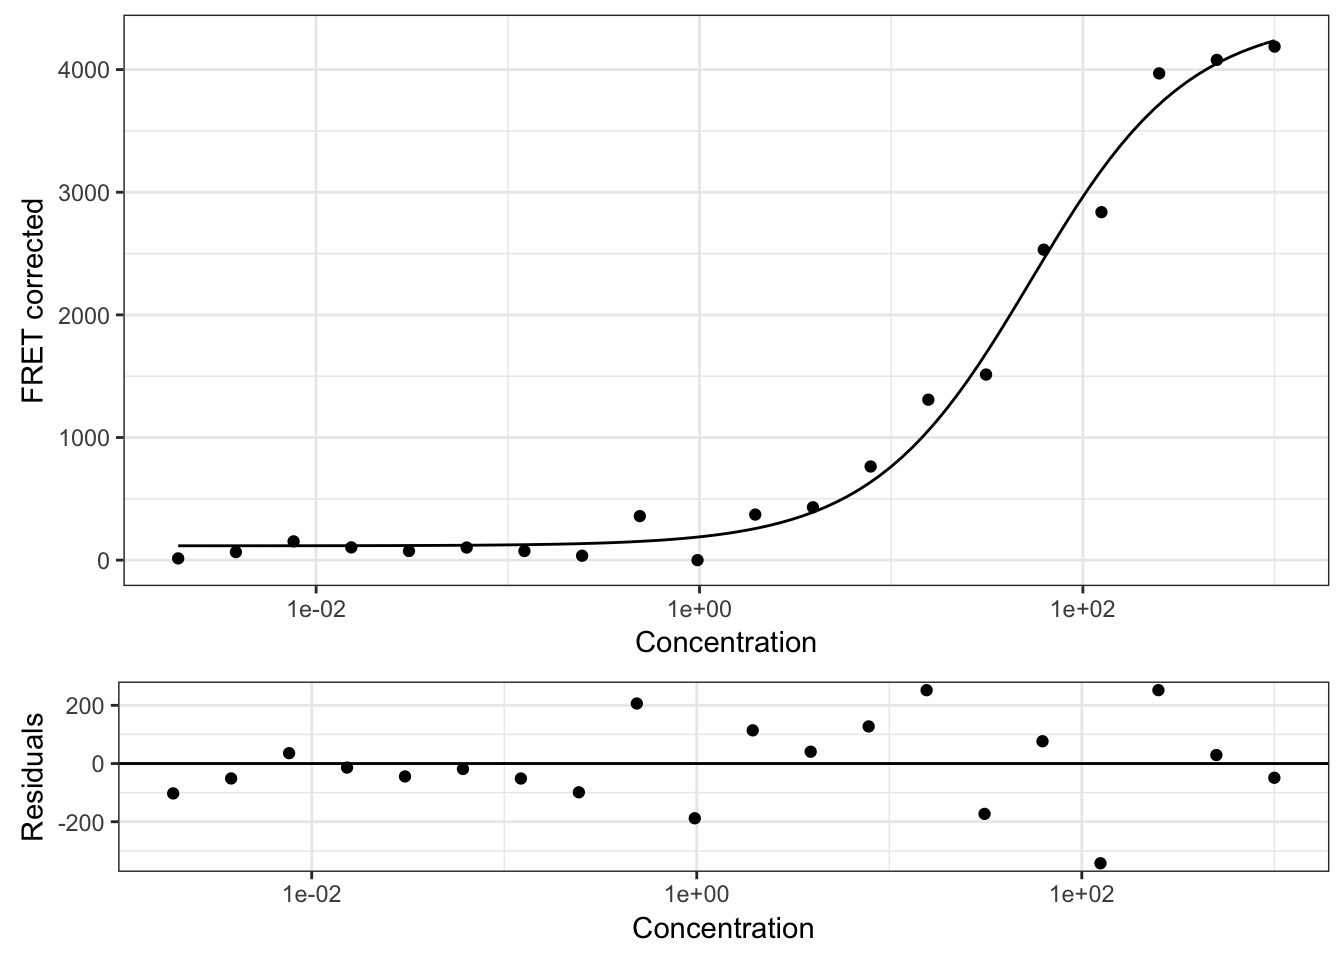 FRET corrected
4000
3000
2000
1000
0
1e-02 1e+00 1e+02
Concentration
Residuals
200
0
-200
1e-02 1e+00 1e+02
Concentration